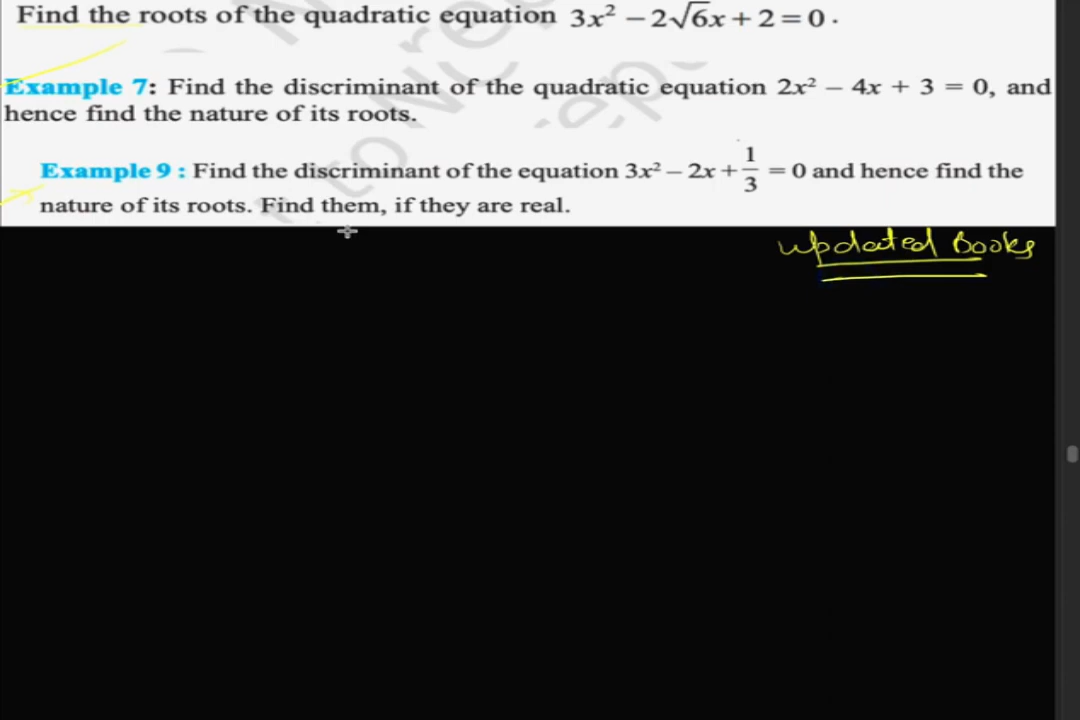 Find the roots of the quadratic equation 3x² − 2√6x + 2 = 0 .
Example 7: Find the discriminant of the quadratic equation 2x² – 4x + 3 = 0, and
hence find the nature of its roots.
Example 9 : Find the discriminant of the equation 3x² – 2x + 1/3 = 0 and hence find the
nature of its roots. Find them, if they are real.
updated Books